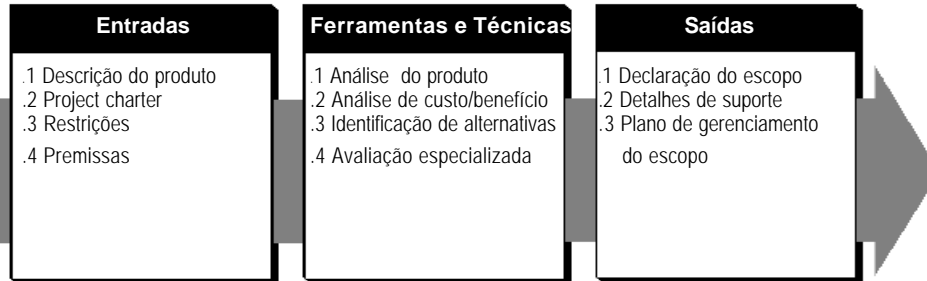 Entradas
.1 Descrição do produto
.2 Project charter
.3 Restrições
.4 Premissas
Ferramentas e Técnicas
.1 Análise do produto
.2 Análise de custo/benefício
.3 Identificação de alternativas
.4 Avaliação especializada
Saídas
.1 Declaração do escopo
.2 Detalhes de suporte
.3 Plano de gerenciamento
do escopo